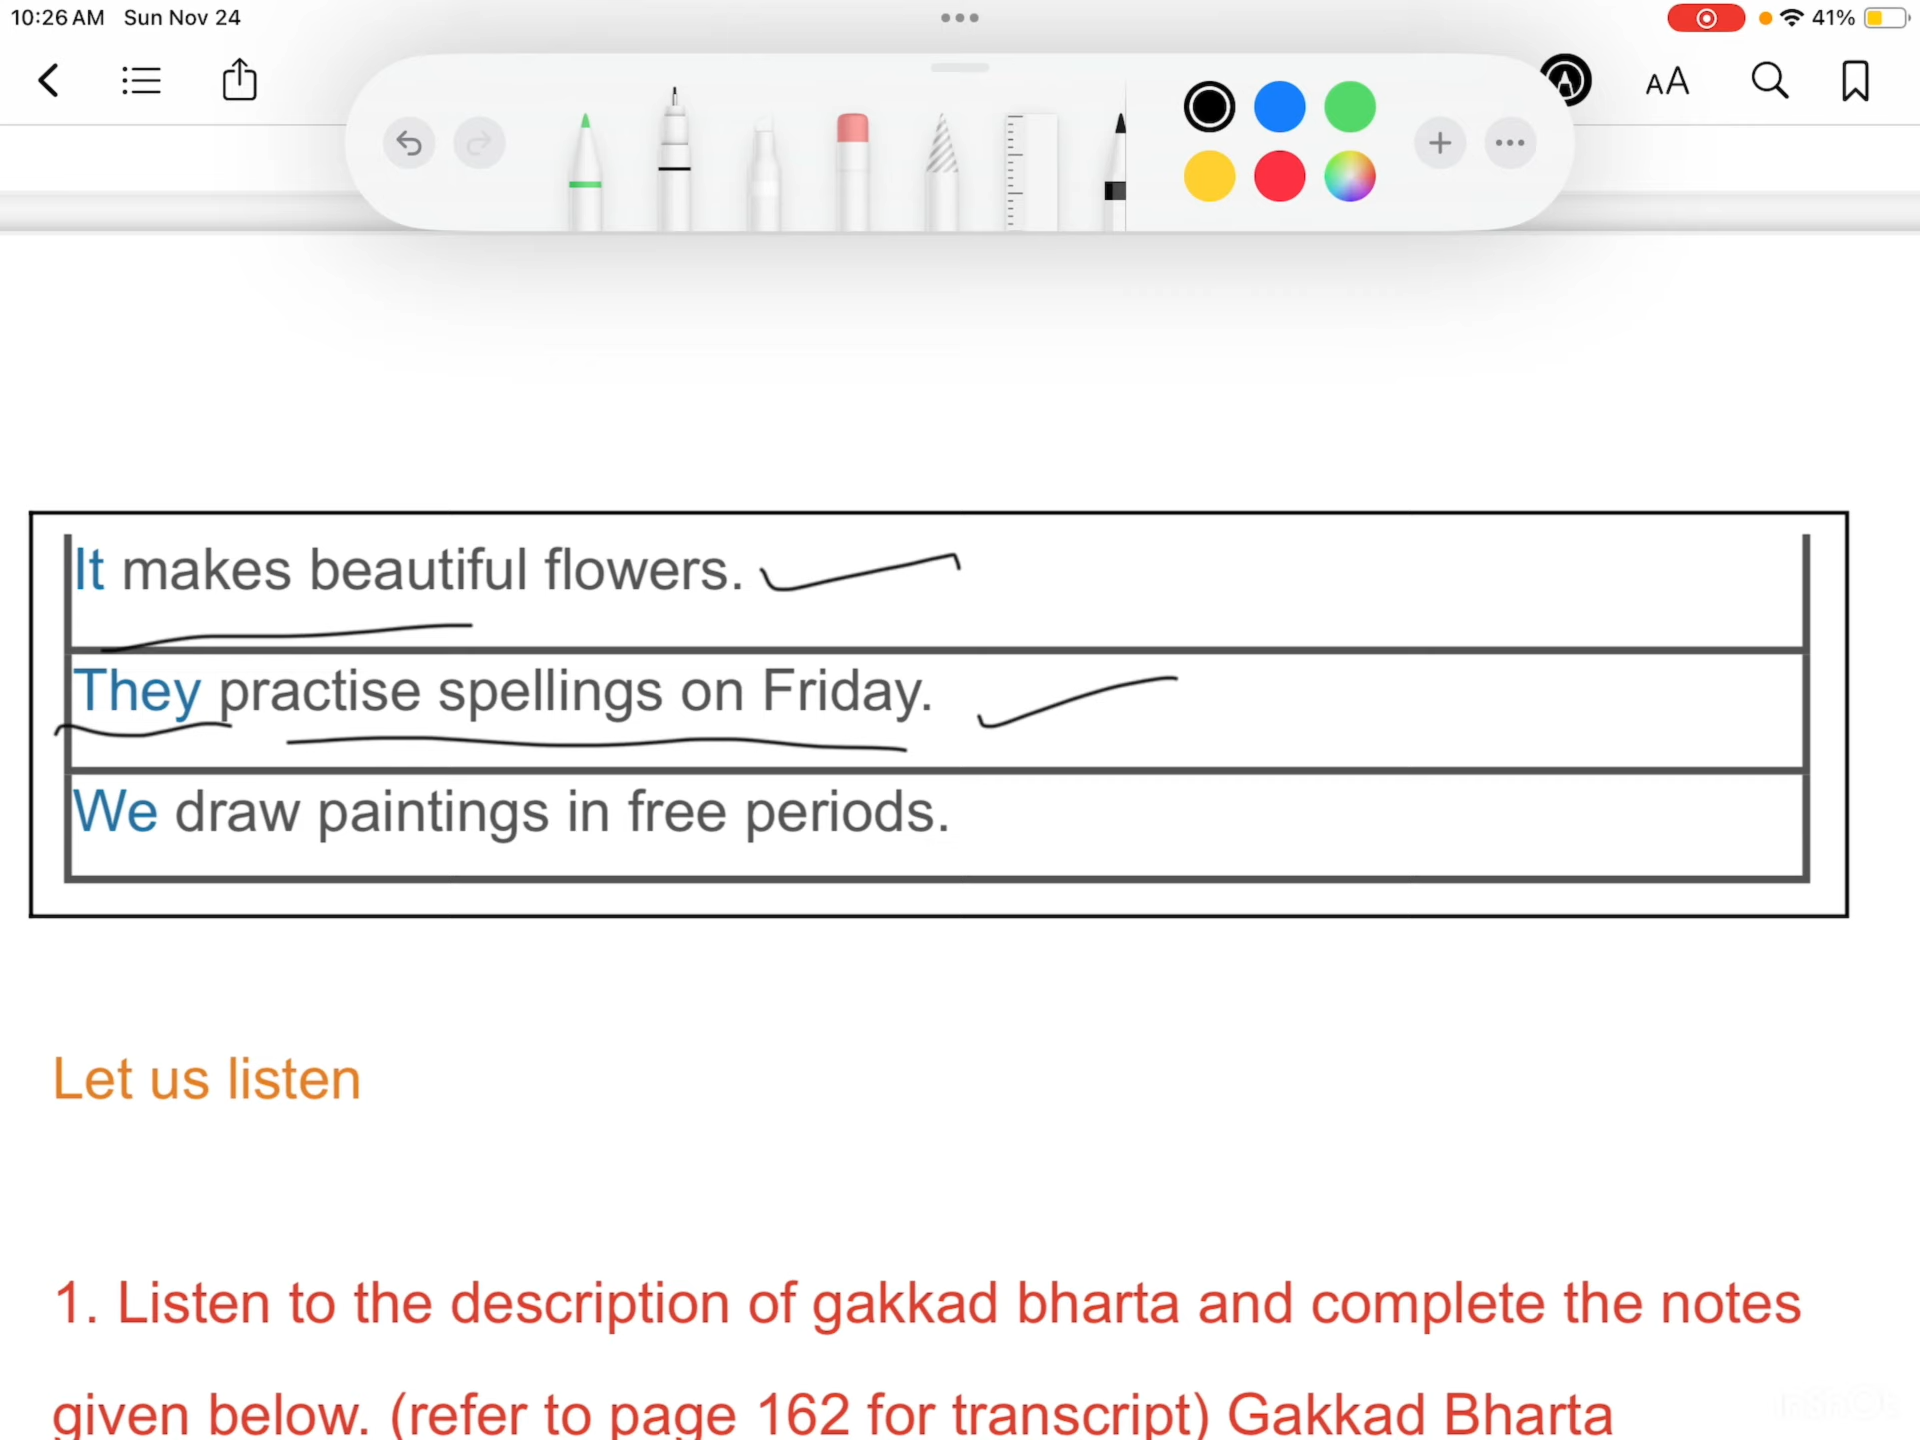 10:26 AM Sun Nov 24
41%
AA
It makes beautiful flowers.
They practise spellings on Friday.
We draw paintings in free periods.
Let us listen
1. Listen to the description of gakkad bharta and complete the notes
given below. (refer to page 162 for transcript) Gakkad Bharta